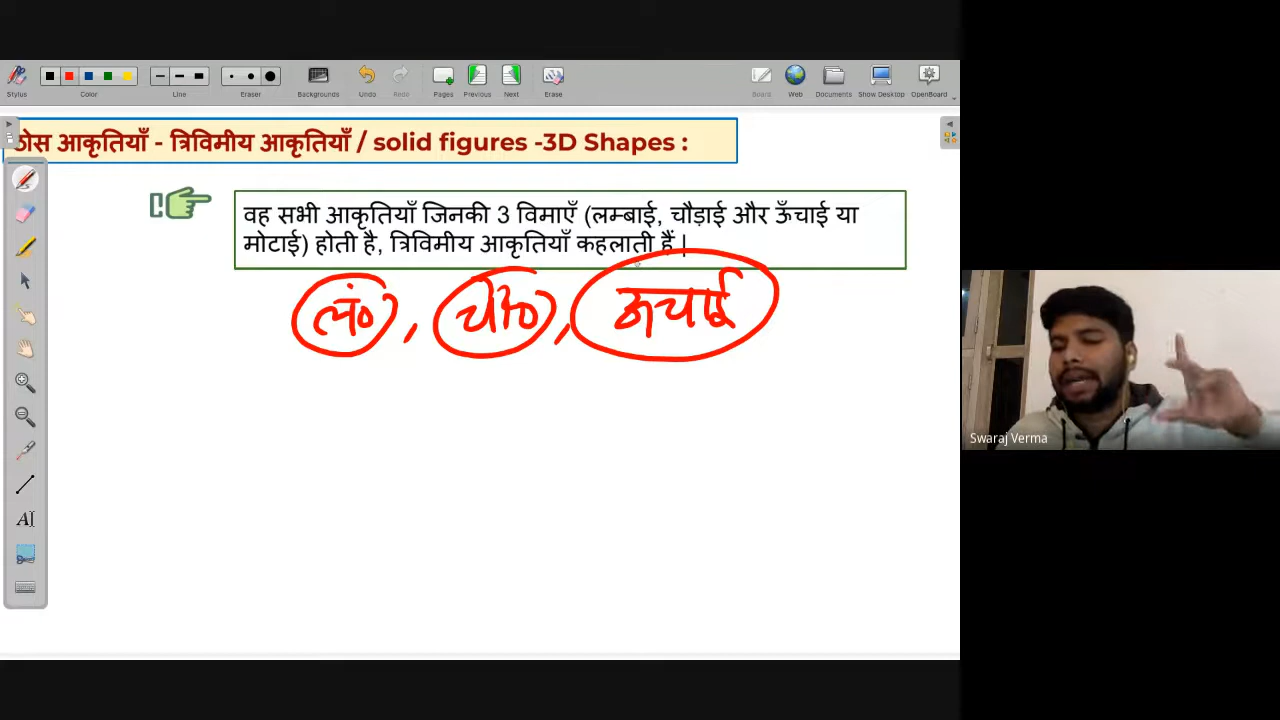 Stylus Color Line Eraser Backgrounds Undo Redo Pages Previous Next Erase Board Web Documents Show Desktop OpenBoard
ठोस आकृतियाँ - त्रिविमीय आकृतियाँ / solid figures -3D Shapes :
वह सभी आकृतियाँ जिनकी 3 विमाएँ (लम्बाई, चौड़ाई और ऊँचाई या
मोटाई) होती है, त्रिविमीय आकृतियाँ कहलाती हैं |
लं०, चौ०, ऊचाई
Swaraj Verma